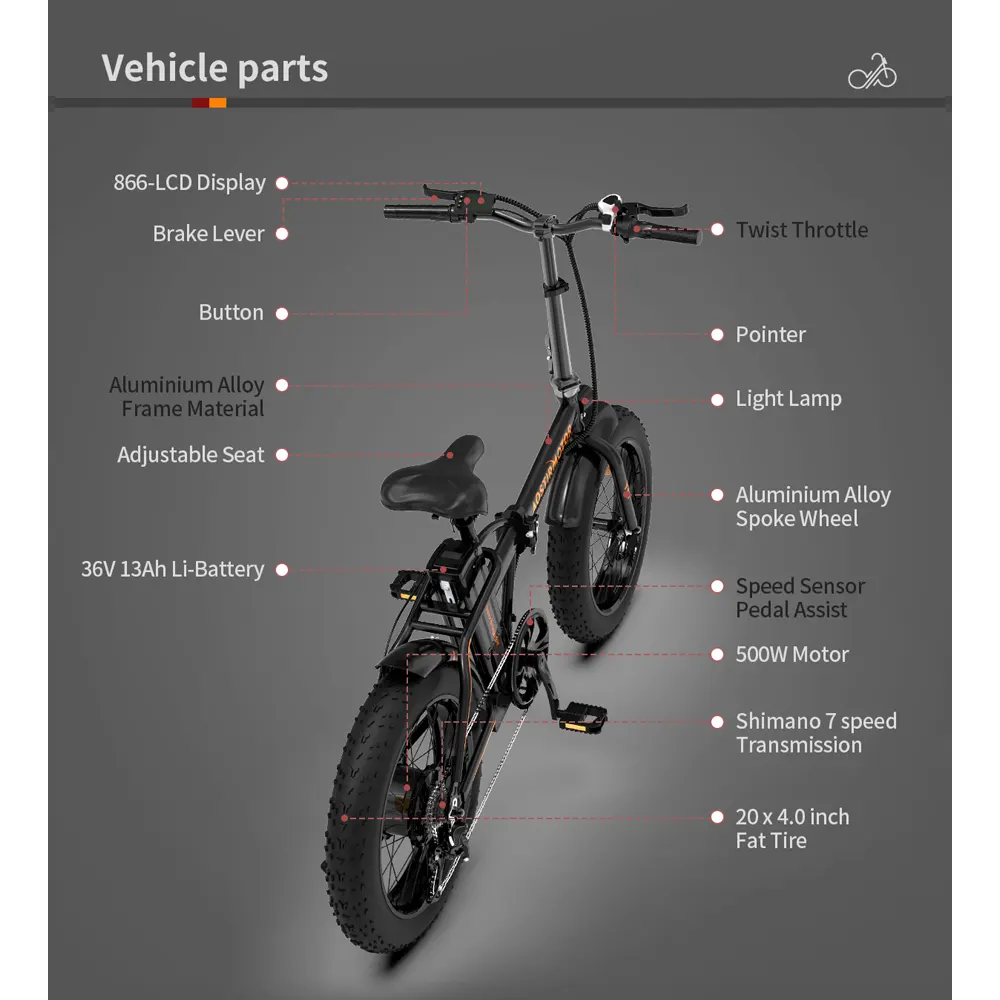 Vehicle parts
866-LCD Display
Brake Lever
Button
Aluminium Alloy
Frame Material
Adjustable Seat
36V 13Ah Li-Battery
Twist Throttle
Pointer
Light Lamp
Aluminium Alloy
Spoke Wheel
Speed Sensor
Pedal Assist
500W Motor
Shimano 7 speed
Transmission
20 x 4.0 inch
Fat Tire
AOSTIRMOTOR